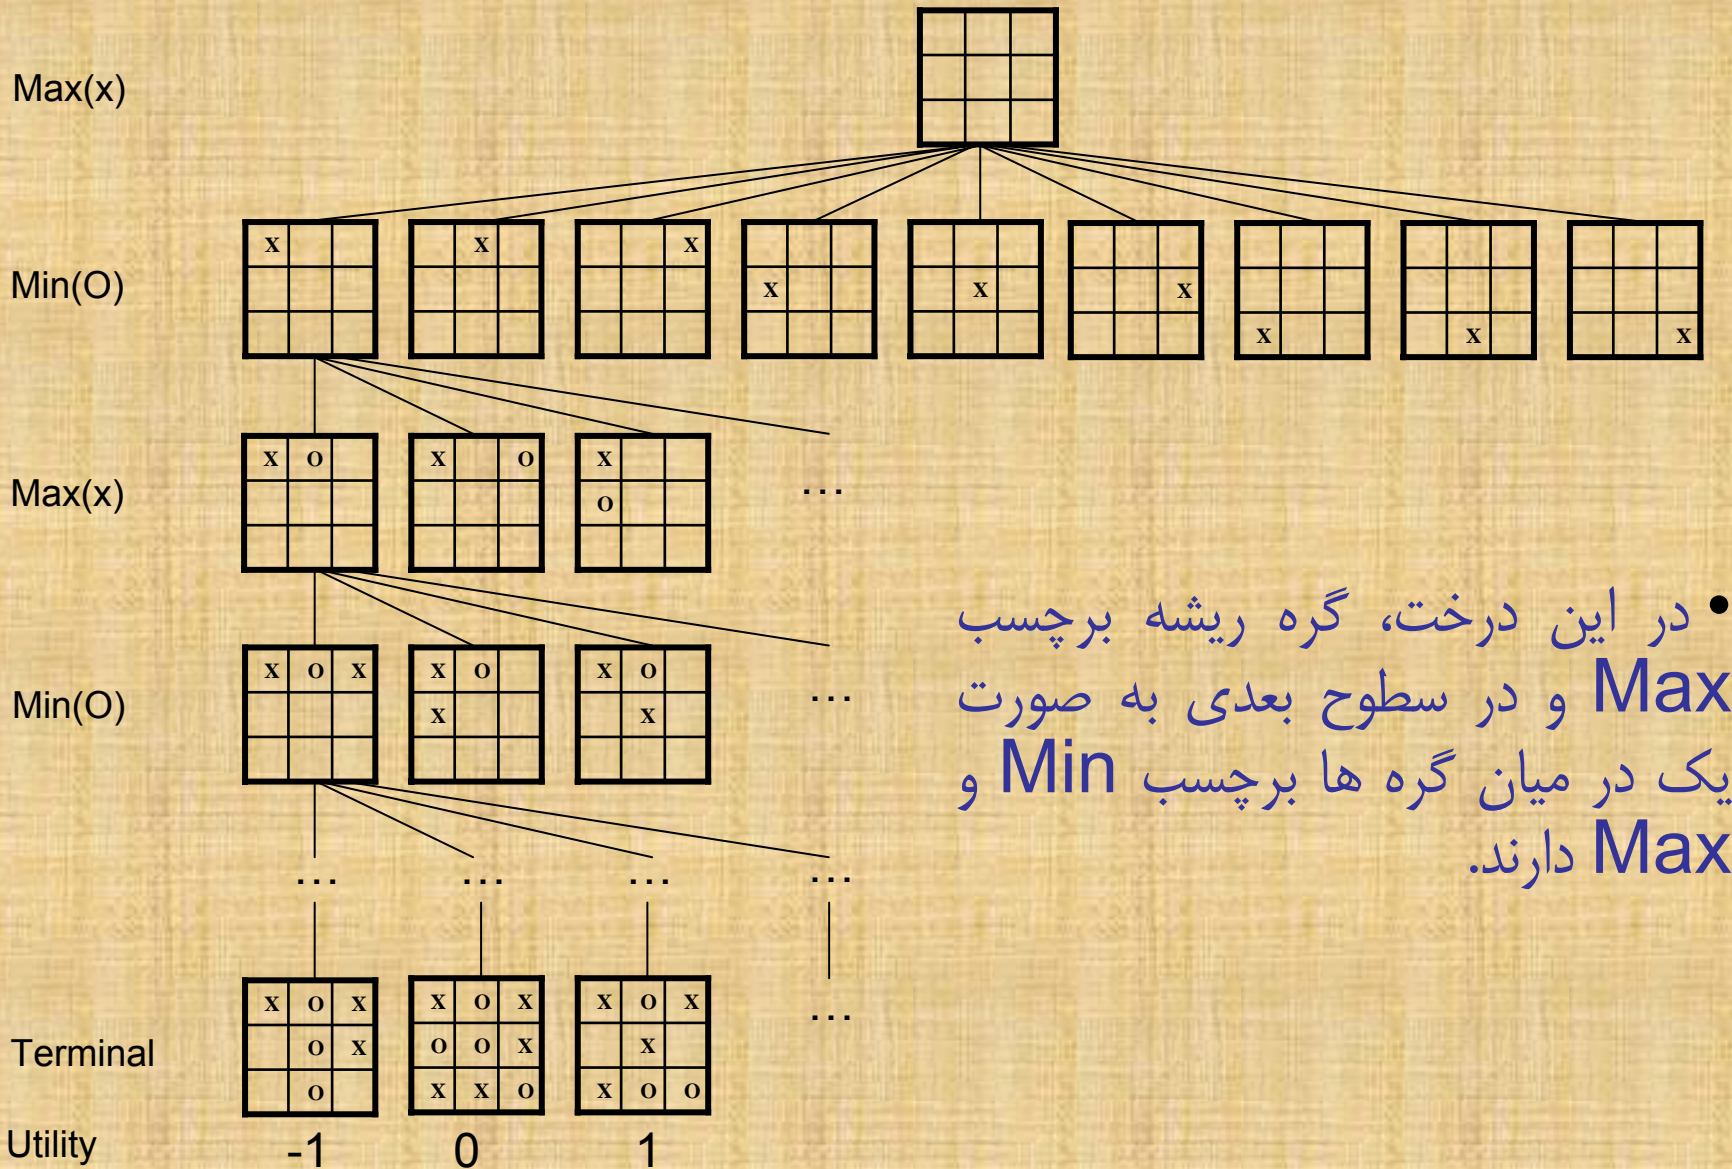 Max(x)
Min(O)
X X X
X X X
X X X
Max(x)
X O X O X
O
...
Min(O)
X O X X O X O
X X
...
... ... ... ...
Terminal
X O X X O X X O X
O X O O X X
O X X O X O O
...
Utility -1 0 1
• در این درخت، گره ریشه برچسب
Max و در سطوح بعدی به صورت
یک در میان گره ها برچسب Min و
Max دارند.